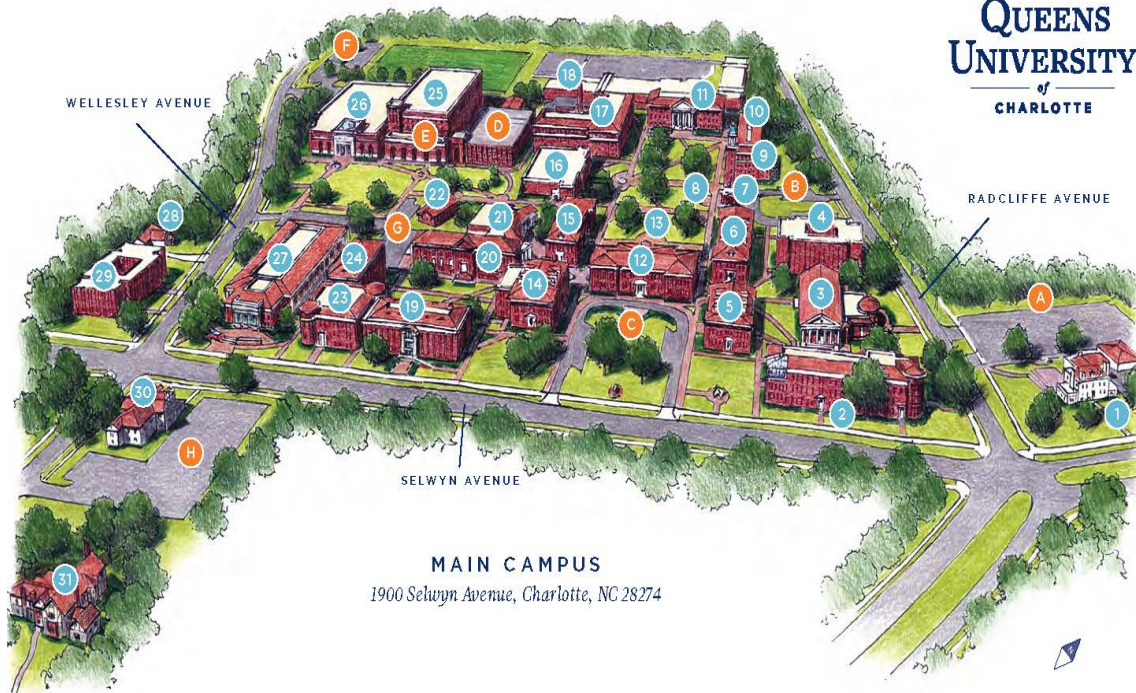 QUEENS
UNIVERSITY
of
CHARLOTTE
F
WELLESLEY AVENUE
18
25
26
11
17
10
D
E
9
16
B
8
7
22
RADCLIFFE AVENUE
28
21
15
13
4
G
6
24
20
12
27
29
14
3
A
23
19
5
C
30
2
1
H
SELWYN AVENUE
MAIN CAMPUS
1900 Selwyn Avenue, Charlotte, NC 28274
31
N